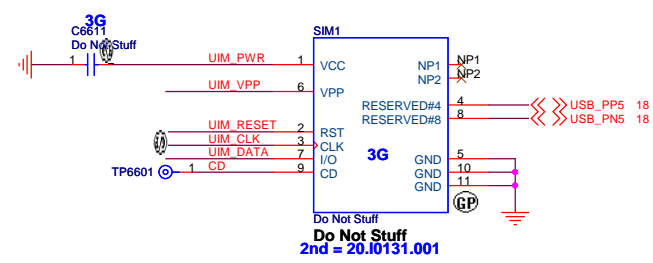 3G
C6611
Do Not Stuff
1
2
UIM_PWR
UIM_VPP
UIM_RESET
UIM_CLK
UIM_DATA
CD
TP6601
1
SIM1
1 VCC NP1 NP1
NP2 NP2
6 VPP
RESERVED#4 4 USB_PP5 18
RESERVED#8 8 USB_PN5 18
2 RST
3 CLK
7 I/O
9 CD
3G
GND 5
GND 10
GND 11
GP
Do Not Stuff
Do Not Stuff
2nd = 20.I0131.001